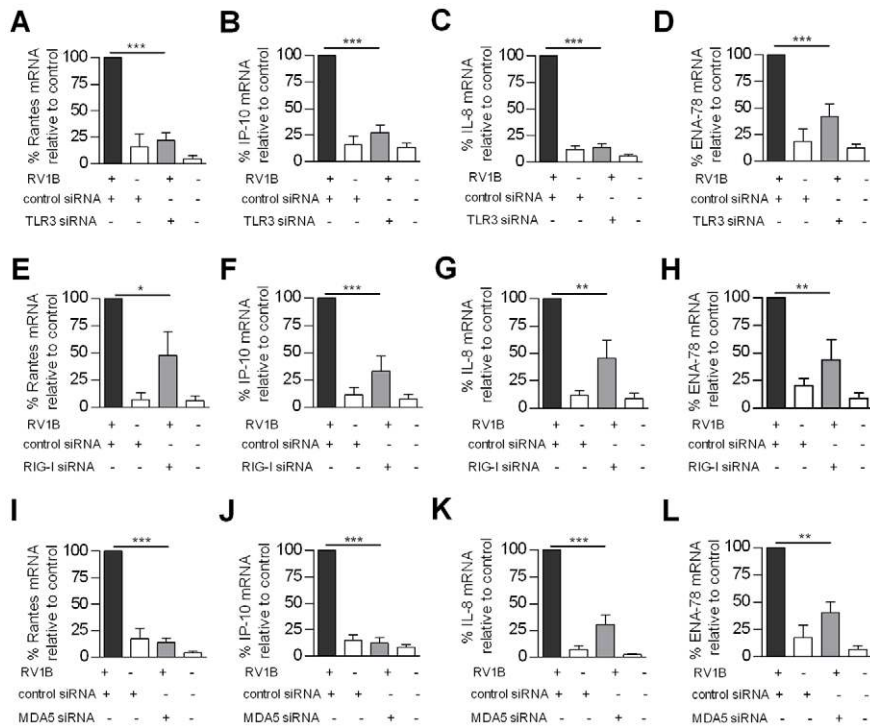 A
***
100
75
50
25
0
% Rantes mRNA
relative to control
RV1B + - + -
control siRNA + + - -
TLR3 siRNA - - + -
B
***
100
75
50
25
0
% IP-10 mRNA
relative to control
RV1B + - + -
control siRNA + + - -
TLR3 siRNA - - + -
C
***
100
75
50
25
0
% IL-8 mRNA
relative to control
RV1B + - + -
control siRNA + + - -
TLR3 siRNA - - + -
D
***
100
75
50
25
0
% ENA-78 mRNA
relative to control
RV1B + - + -
control siRNA + + - -
TLR3 siRNA - - + -
E
*
100
75
50
25
0
% Rantes mRNA
relative to control
RV1B + - + -
control siRNA + + - -
RIG-I siRNA - - + -
F
***
100
75
50
25
0
% IP-10 mRNA
relative to control
RV1B + - + -
control siRNA + + - -
RIG-I siRNA - - + -
G
**
100
75
50
25
0
% IL-8 mRNA
relative to control
RV1B + - + -
control siRNA + + - -
RIG-I siRNA - - + -
H
**
100
75
50
25
0
% ENA-78 mRNA
relative to control
RV1B + - + -
control siRNA + + - -
RIG-I siRNA - - + -
I
***
100
75
50
25
0
% Rantes mRNA
relative to control
RV1B + - + -
control siRNA + + - -
MDA5 siRNA - - + -
J
***
100
75
50
25
0
% IP-10 mRNA
relative to control
RV1B + - + -
control siRNA + + - -
MDA5 siRNA - - + -
K
***
100
75
50
25
0
% IL-8 mRNA
relative to control
RV1B + - + -
control siRNA + + - -
MDA5 siRNA - - + -
L
**
100
75
50
25
0
% ENA-78 mRNA
relative to control
RV1B + - + -
control siRNA + + - -
MDA5 siRNA - - + -